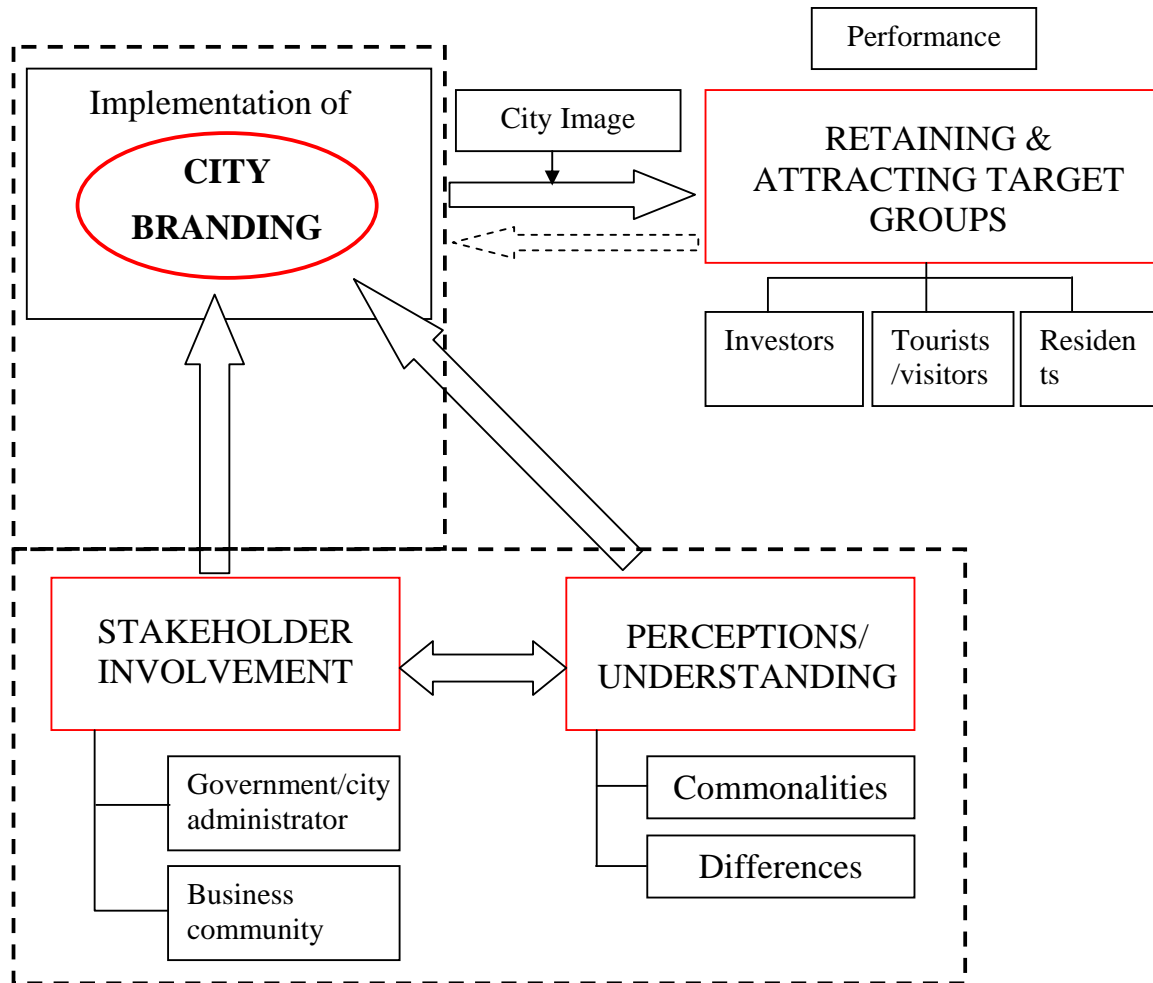 Performance
Implementation of
CITY
BRANDING
City Image
RETAINING &
ATTRACTING TARGET
GROUPS
Investors
Tourists
/visitors
Residen
ts
STAKEHOLDER
INVOLVEMENT
PERCEPTIONS/
UNDERSTANDING
Government/city
administrator
Business
community
Commonalities
Differences